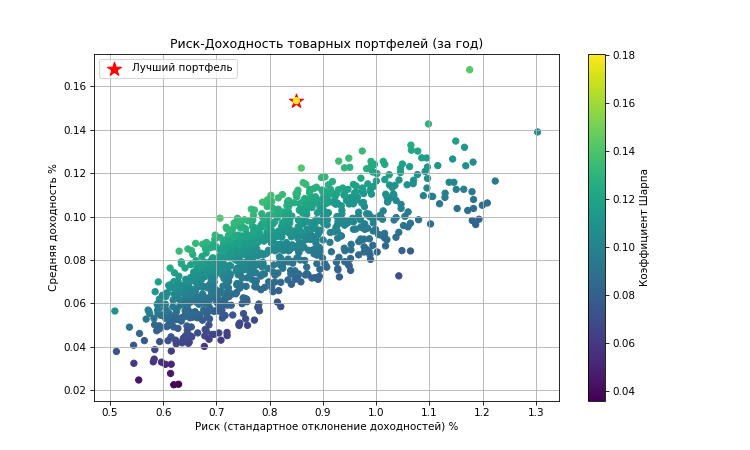 Риск-Доходность товарных портфелей (за год)
Лучший портфель
Средняя доходность %
0.16
0.14
0.12
0.10
0.08
0.06
0.04
0.02
0.5 0.6 0.7 0.8 0.9 1.0 1.1 1.2 1.3
Риск (стандартное отклонение доходностей) %
0.18
0.16
0.14
0.12
0.10
0.08
0.06
0.04
Коэффициент Шарпа